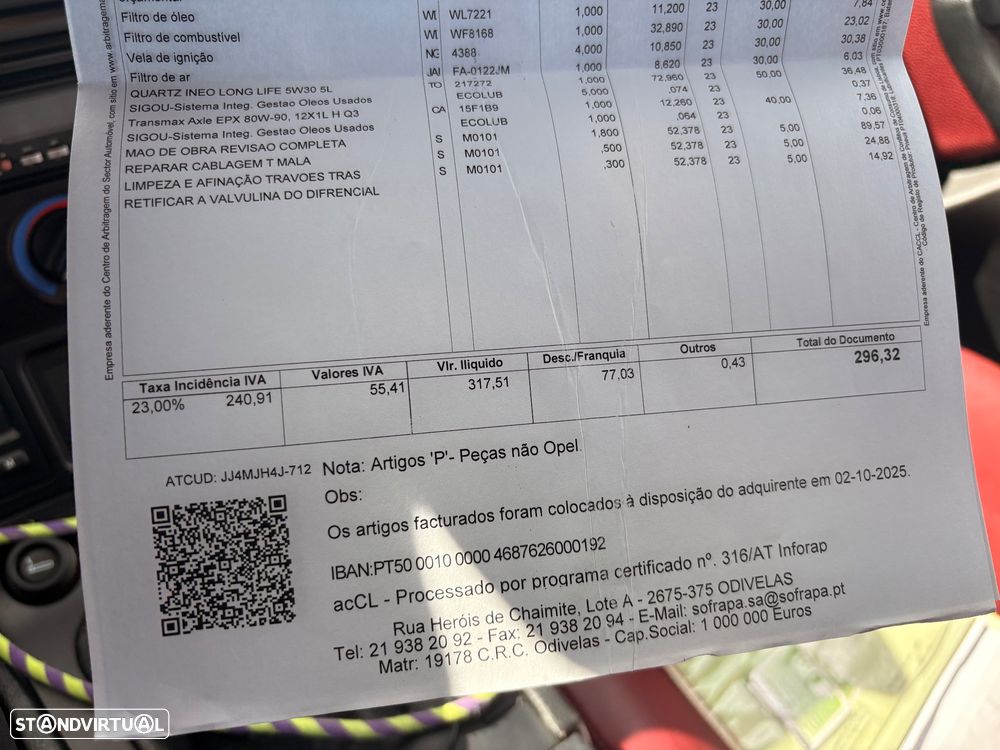 Filtro de óleo WI WL7221 1,000 11,200 23 30,00 7,84
Filtro de combustivel WI WF8168 1,000 32,890 23 30,00 23,02
Vela de ignição NG 4388 4,000 10,850 23 30,00 30,38
Filtro de ar JAI FA-0122JM 1,000 8,620 23 30,00 6,03
QUARTZ INEO LONG LIFE 5W30 5L TO 217272 1,000 72,960 23 50,00 36,48
SIGOU-Sistema Integ. Gestao Oleos Usados ECOLUB 5,000 ,074 23 0,37
Transmax Axle EPX 80W-90, 12X1L H Q3 CA 15F1B9 1,000 12,260 23 40,00 7,36
SIGOU-Sistema Integ. Gestao Oleos Usados ECOLUB 1,000 ,064 23 0,06
MAO DE OBRA REVISAO COMPLETA S M0101 1,800 52,378 23 5,00 89,57
REPARAR CABLAGEM T MALA S M0101 ,500 52,378 23 5,00 24,88
LIMPEZA E AFINAÇÃO TRAVOES TRAS S M0101 ,300 52,378 23 5,00 14,92
RETIFICAR A VALVULINA DO DIFRENCIAL
Empresa aderente do Centro de Arbitragem do Sector Automóvel, com sitio em www.arbitragema
Taxa Incidência IVA Valores IVA Vlr. Iliquido Desc./Franquia Outros Total do Documento
23,00% 240,91 55,41 317,51 77,03 0,43 296,32
ATCUD: JJ4MJH4J-712
Nota: Artigos 'P'- Peças não Opel.
Obs:
Os artigos facturados foram colocados à disposição do adquirente em 02-10-2025.
IBAN:PT50 0010 0000 4687626000192
acCL - Processado por programa certificado nº. 316/AT Inforap
Rua Heróis de Chaimite, Lote A - 2675-375 ODIVELAS
Tel: 21 938 20 92 - Fax: 21 938 20 94 - E-Mail: sofrapa.sa@sofrapa.pt
Matr: 19178 C.R.C. Odivelas - Cap.Social: 1 000 000 Euros
STANDVIRTUAL